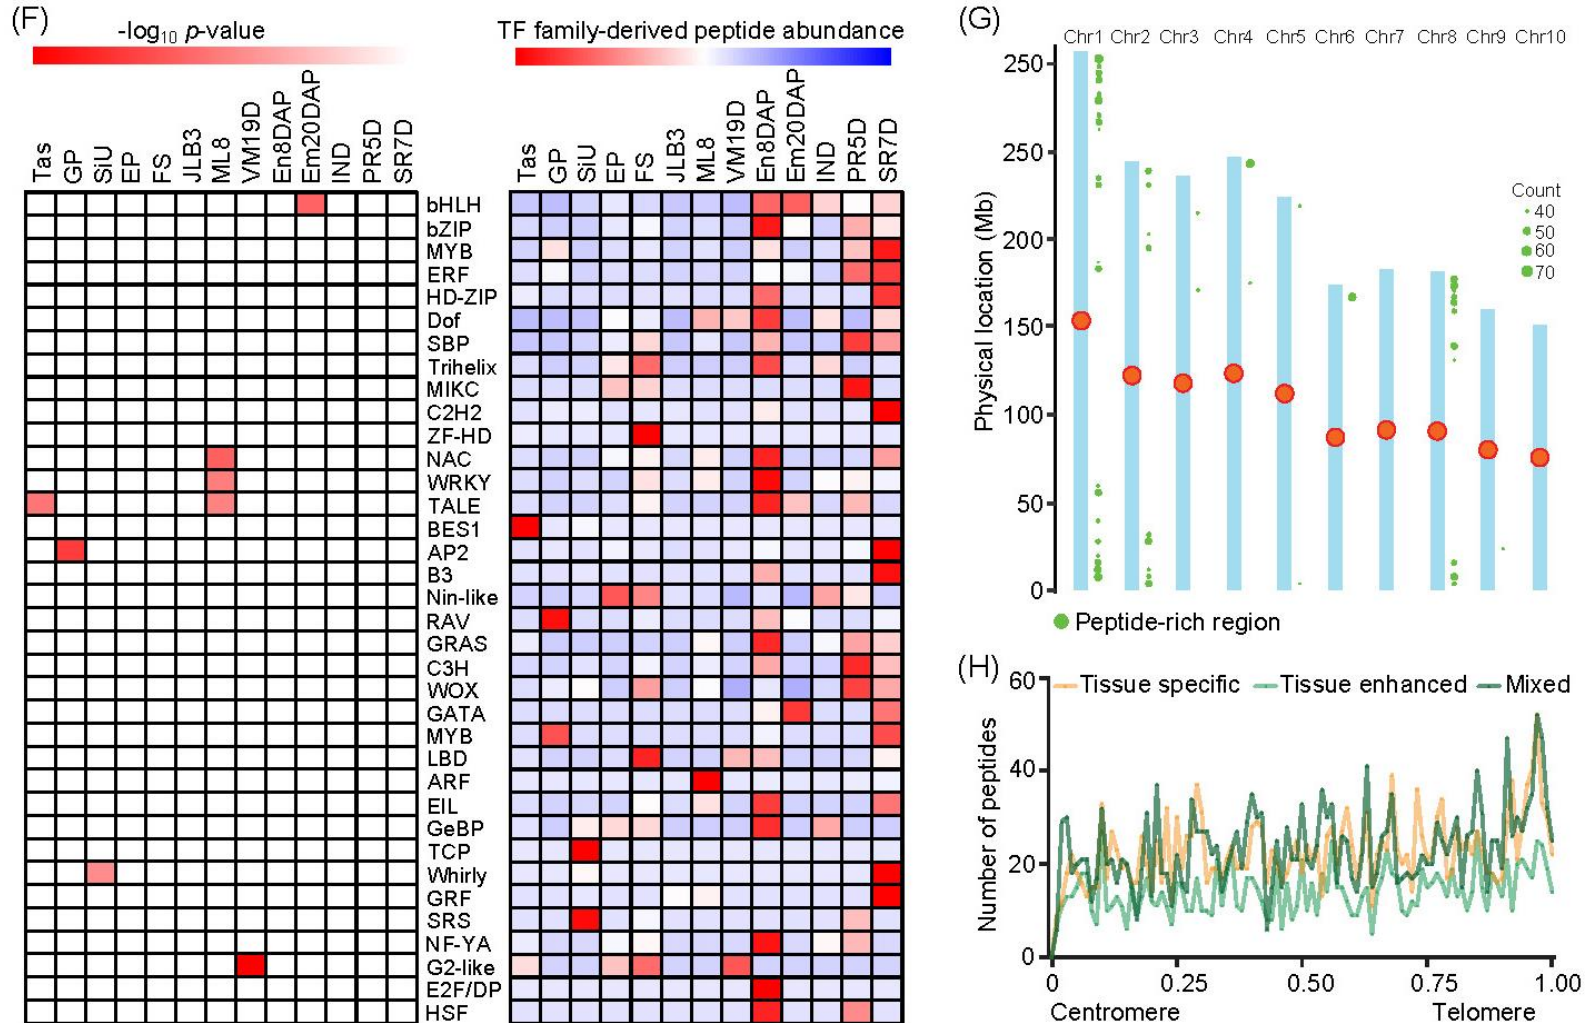 (F)
-log10 p-value
TF family-derived peptide abundance
Tas
GP
SiU
EP
FS
JLB3
ML8
VM19D
En8DAP
Em20DAP
IND
PR5D
SR7D
Tas
GP
SiU
EP
FS
JLB3
ML8
VM19D
En8DAP
Em20DAP
IND
PR5D
SR7D
bHLH
bZIP
MYB
ERF
HD-ZIP
Dof
SBP
Trihelix
MIKC
C2H2
ZF-HD
NAC
WRKY
TALE
BES1
AP2
B3
Nin-like
RAV
GRAS
C3H
WOX
GATA
MYB
LBD
ARF
EIL
GeBP
TCP
Whirly
GRF
SRS
NF-YA
G2-like
E2F/DP
HSF
(G)
Chr1 Chr2 Chr3 Chr4 Chr5 Chr6 Chr7 Chr8 Chr9 Chr10
Physical location (Mb)
250
250
200
150
100
50
0
Count
40
50
60
70
Peptide-rich region
(H)
Tissue specific Tissue enhanced Mixed
Number of peptides
60
40
20
0
0 0.25 0.50 0.75 1.00
Centromere Telomere